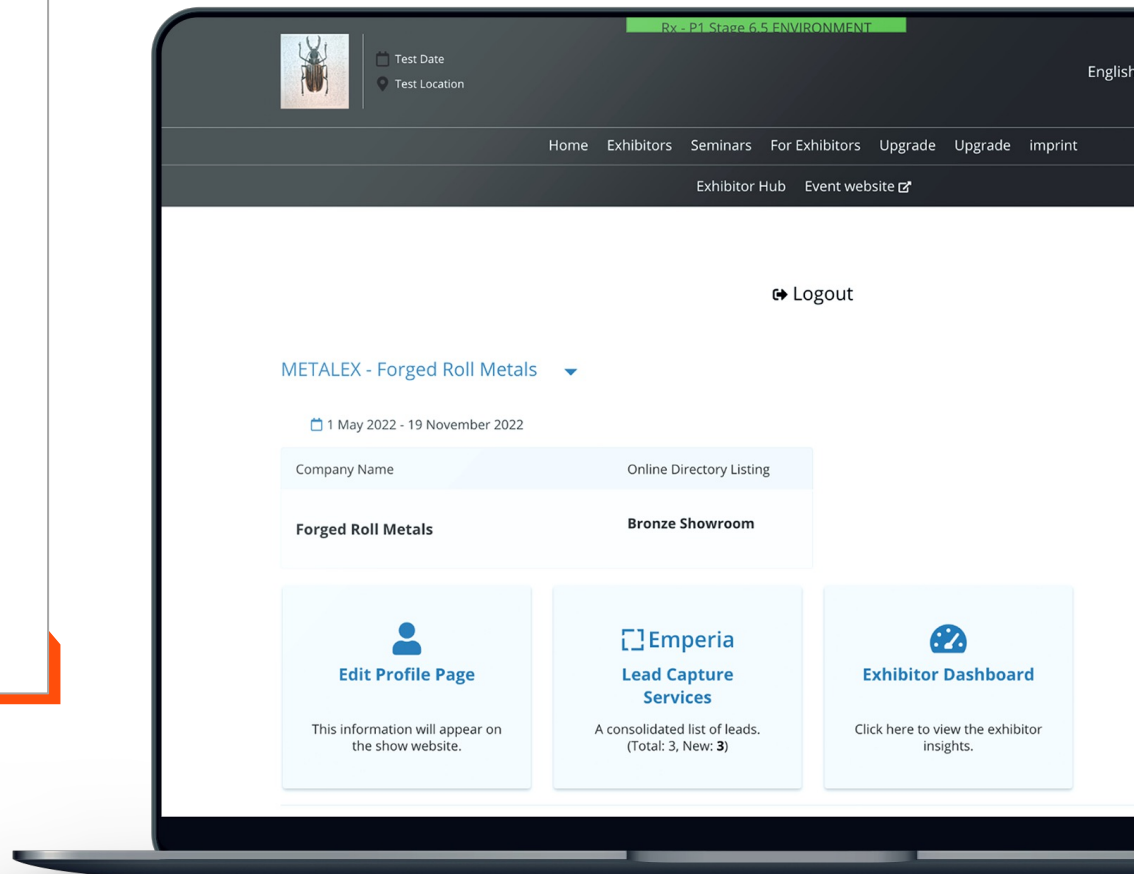 Rx - P1 Stage 6.5 ENVIRONMENT
Test Date
Test Location
English
Home Exhibitors Seminars For Exhibitors Upgrade Upgrade imprint
Exhibitor Hub Event website
Logout
METALEX - Forged Roll Metals
1 May 2022 - 19 November 2022
Company Name Online Directory Listing
Forged Roll Metals Bronze Showroom
Edit Profile Page
This information will appear on
the show website.
Emperia
Lead Capture
Services
A consolidated list of leads.
(Total: 3, New: 3)
Exhibitor Dashboard
Click here to view the exhibitor
insights.